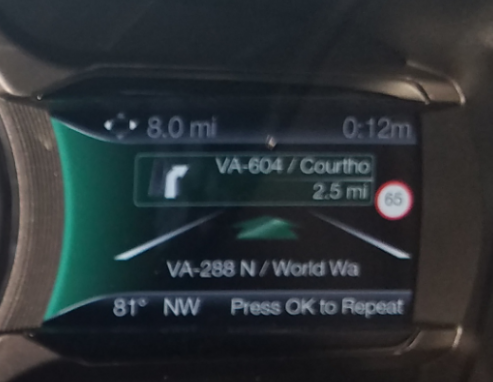 8.0 mi 0:12m
VA-604 / Courtho
2.5 mi
65
VA-288 N / World Wa
81° NW Press OK to Repeat